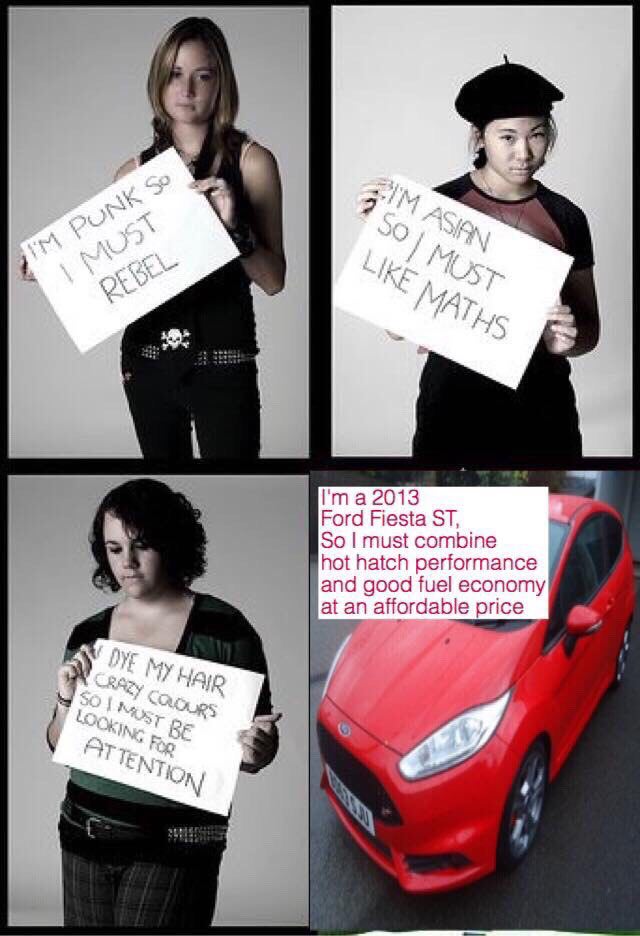 I'M PUNK SO
I MUST
REBEL
I'M ASIAN
SO I MUST
LIKE MATHS
I DYE MY HAIR
CRAZY COLOURS
SO I MUST BE
LOOKING FOR
ATTENTION
I'm a 2013
Ford Fiesta ST,
So I must combine
hot hatch performance
and good fuel economy
at an affordable price